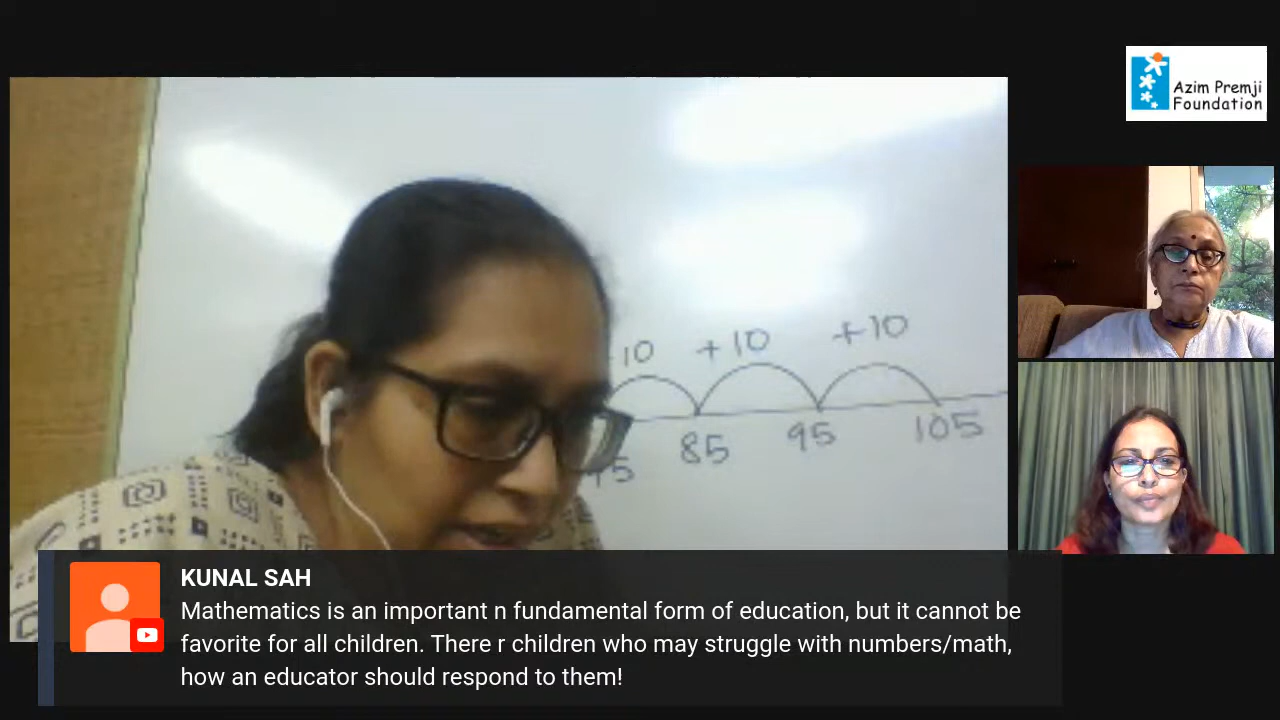 Azim Premji
Foundation
10 +10 +10
85 95 105
KUNAL SAH
Mathematics is an important n fundamental form of education, but it cannot be
favorite for all children. There r children who may struggle with numbers/math,
how an educator should respond to them!